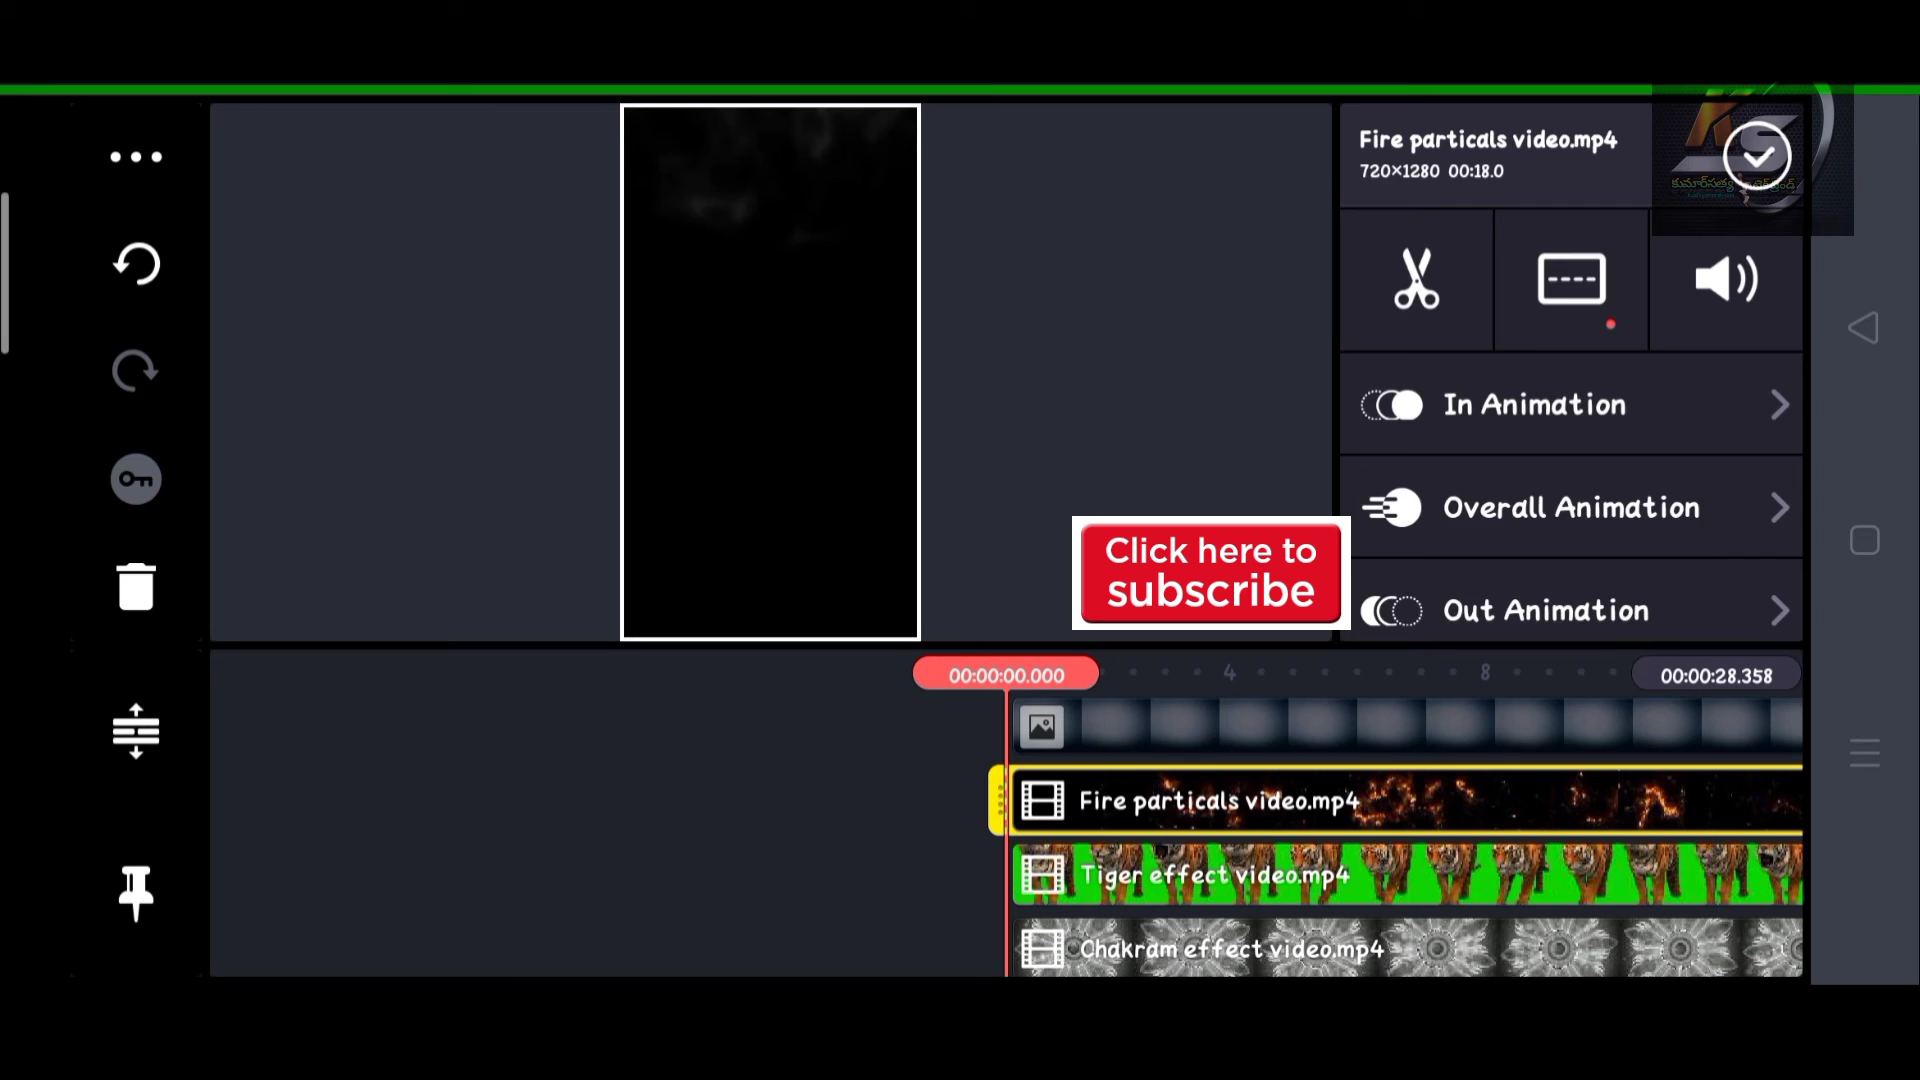 Fire particals video.mp4
720×1280 00:18.0
KS
కుమార్‌సత్య
In Animation
Overall Animation
Out Animation
Click here to
subscribe
00:00:00.000
4
8
00:00:28.358
Fire particals video.mp4
Tiger effect video.mp4
Chakram effect video.mp4